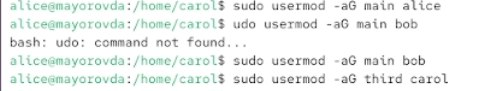 alice@mayorovda:/home/carol$ sudo usermod -aG main alice
alice@mayorovda:/home/carol$ udo usermod -aG main bob
bash: udo: command not found...
alice@mayorovda:/home/carol$ sudo usermod -aG main bob
alice@mayorovda:/home/carol$ sudo usermod -aG third carol